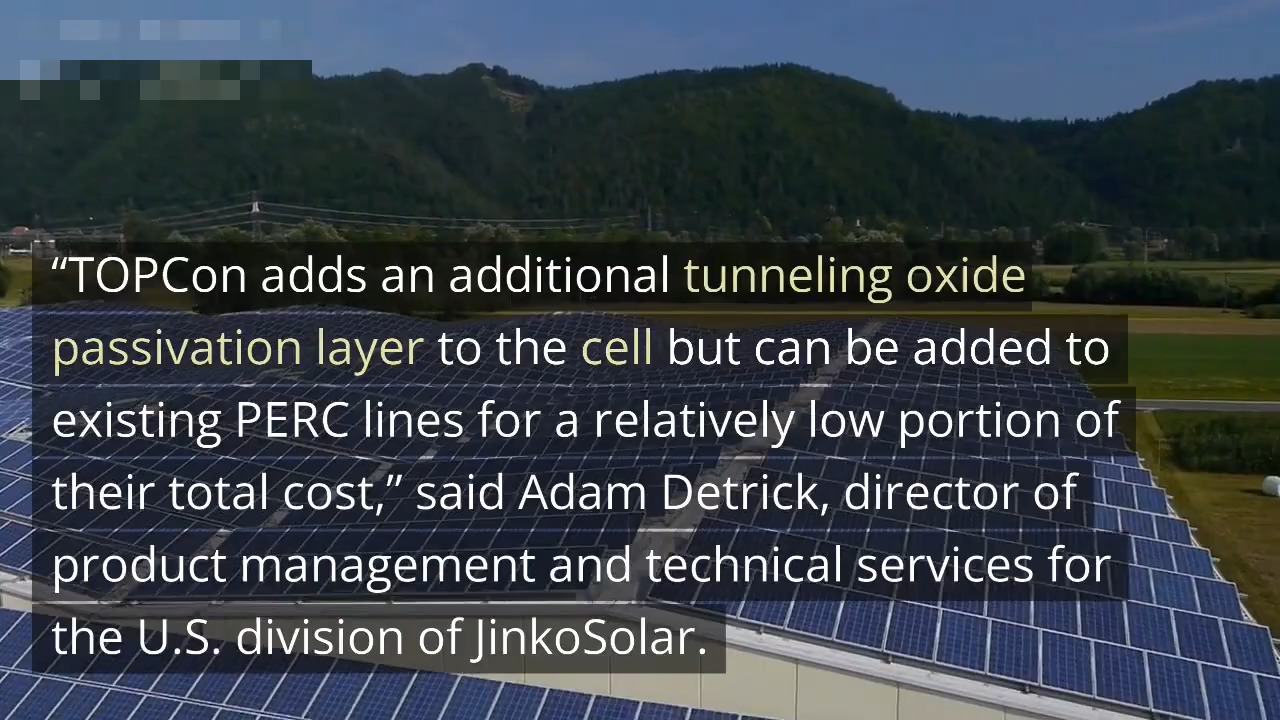 “TOPCon adds an additional tunneling oxide
passivation layer to the cell but can be added to
existing PERC lines for a relatively low portion of
their total cost,” said Adam Detrick, director of
product management and technical services for
the U.S. division of JinkoSolar.